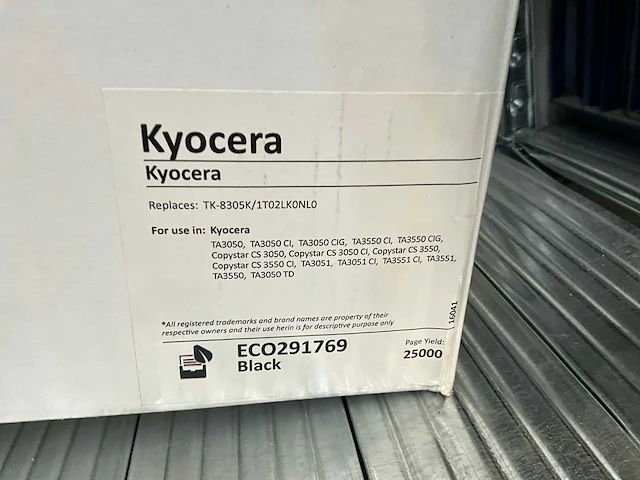 Kyocera
Kyocera
Replaces: TK-8305K/1T02LK0NL0
For use in: Kyocera
TA3050, TA3050 CI, TA3050 CIG, TA3550 CI, TA3550 CIG,
Copystar CS 3050, Copystar CS 3050 CI, Copystar CS 3550,
Copystar CS 3550 CI, TA3051, TA3051 CI, TA3551 CI, TA3551,
TA3550, TA3050 TD
*All registered trademarks and brand names are property of their
respective owners and their use herin is for descriptive purpose only
16041
ECO291769
Black
Page Yield:
25000